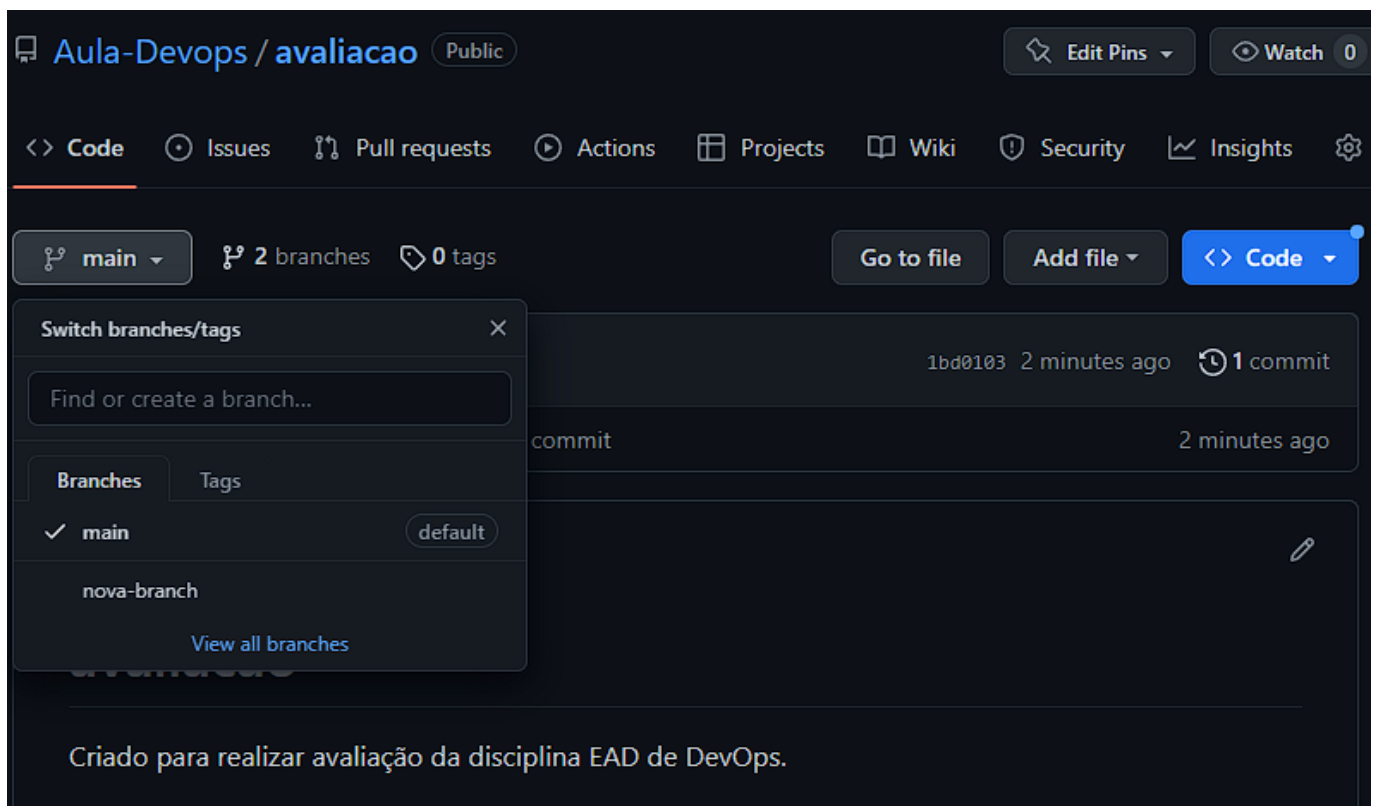 Aula-Devops / avaliacao Public Edit Pins Watch 0
Code Issues Pull requests Actions Projects Wiki Security Insights
main 2 branches 0 tags Go to file Add file Code
Switch branches/tags
1bd0103 2 minutes ago 1 commit
Find or create a branch...
commit 2 minutes ago
Branches Tags
main default
nova-branch
View all branches
Criado para realizar avaliação da disciplina EAD de DevOps.